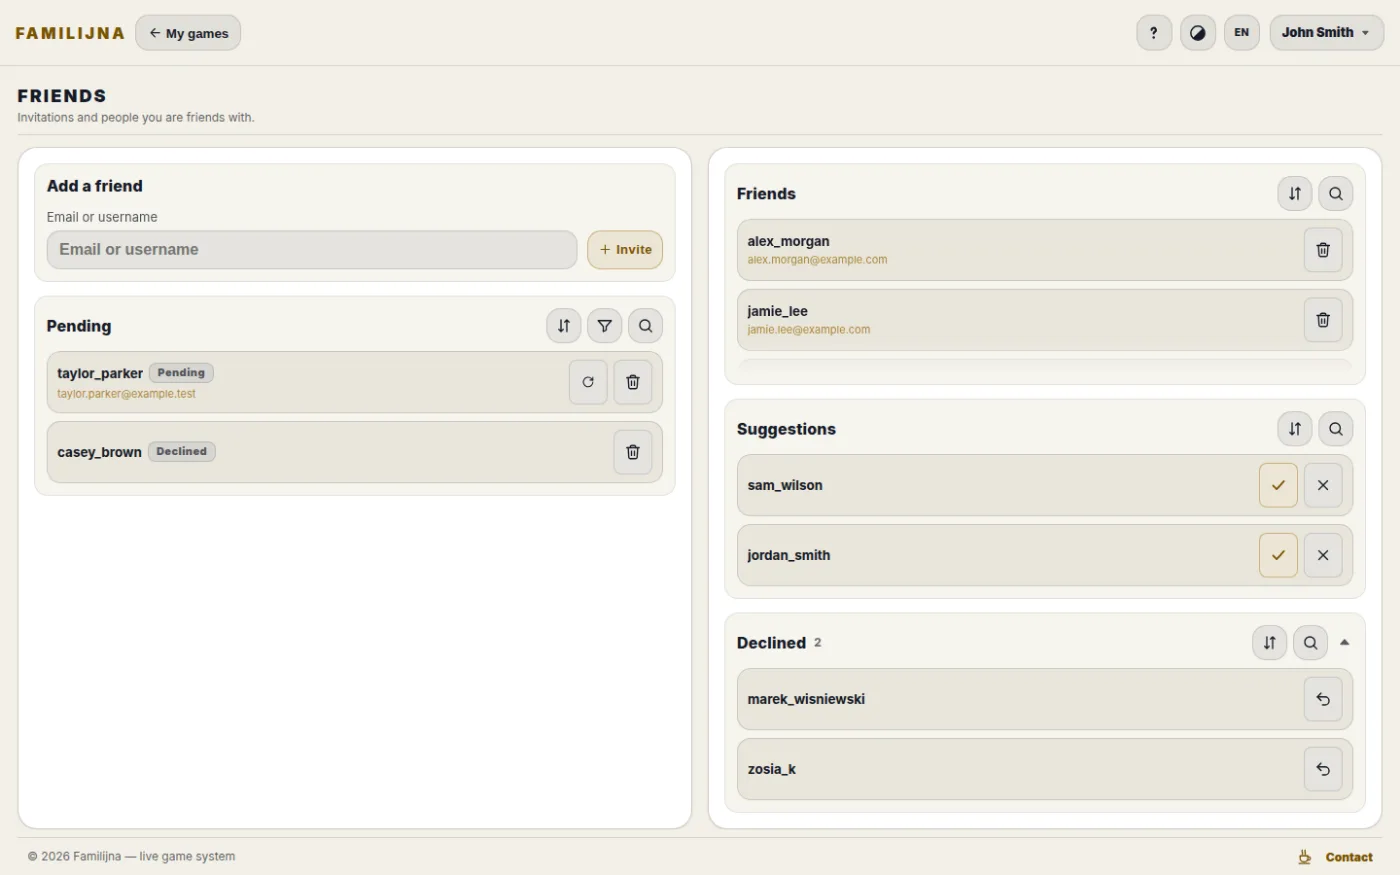 FAMILIJNA
← My games
?
EN
John Smith
FRIENDS
Invitations and people you are friends with.
Add a friend
Email or username
Email or username
+ Invite
Pending
taylor_parker Pending
taylor.parker@example.test
casey_brown Declined
Friends
alex_morgan
alex.morgan@example.com
jamie_lee
jamie.lee@example.com
Suggestions
sam_wilson
jordan_smith
Declined 2
marek_wisniewski
zosia_k
© 2026 Familijna — live game system
Contact